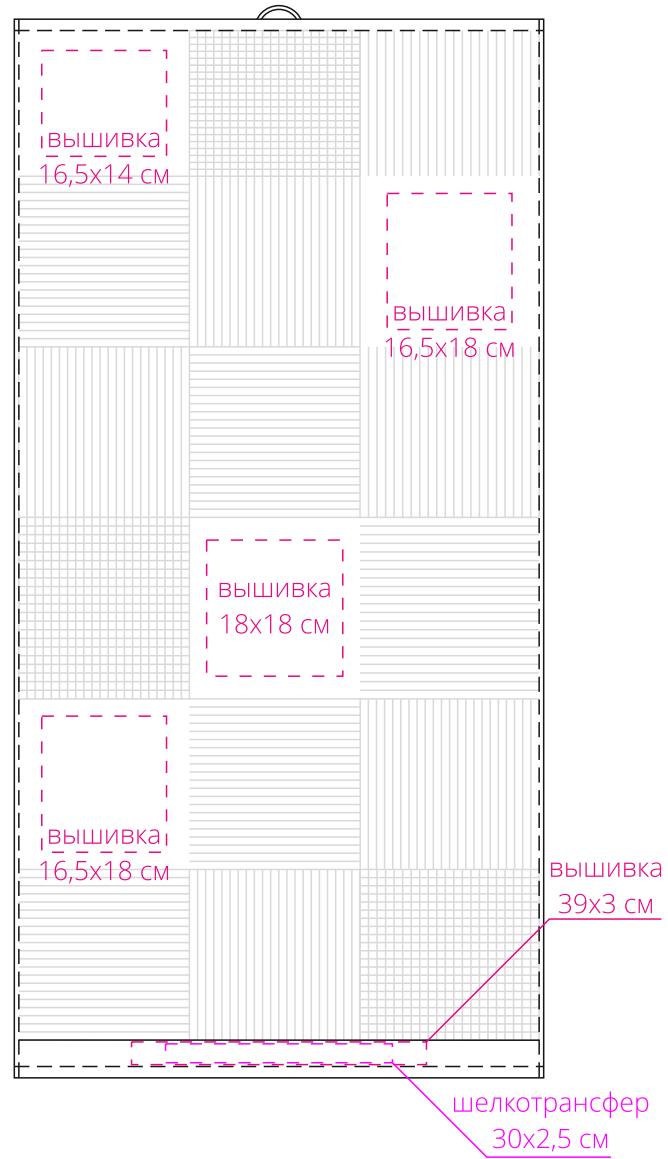 вышивка
16,5х14 см
вышивка
16,5х18 см
вышивка
18х18 см
вышивка
16,5х18 см
вышивка
39х3 см
шелкотрансфер
30х2,5 см